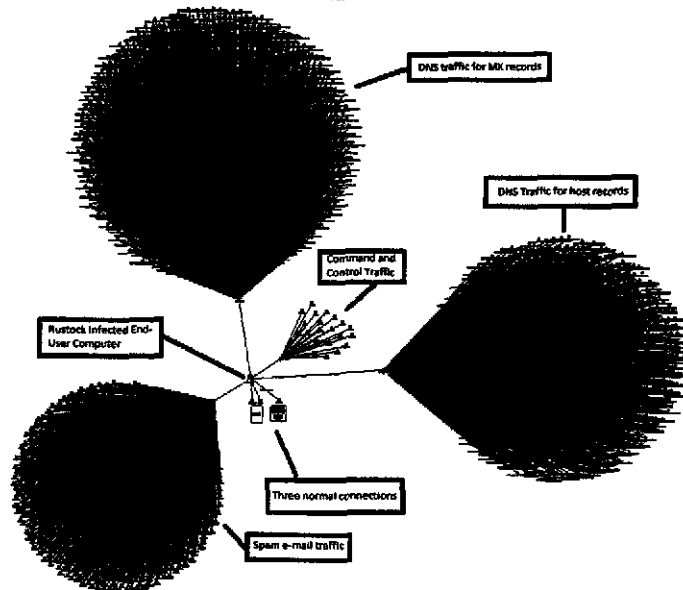 DNS traffic for MX records
DNS Traffic for host records
Command and
Control Traffic
Rustock Infected End-
User Computer
Three normal connections
Spam e-mail traffic